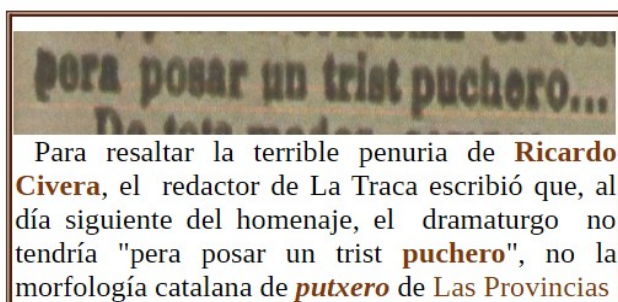 pera posar un trist puchero...
De tota
Para resaltar la terrible penuria de Ricardo
Civera, el redactor de La Traca escribió que, al
día siguiente del homenaje, el dramaturgo no
tendría "pera posar un trist puchero", no la
morfología catalana de putxero de Las Provincias